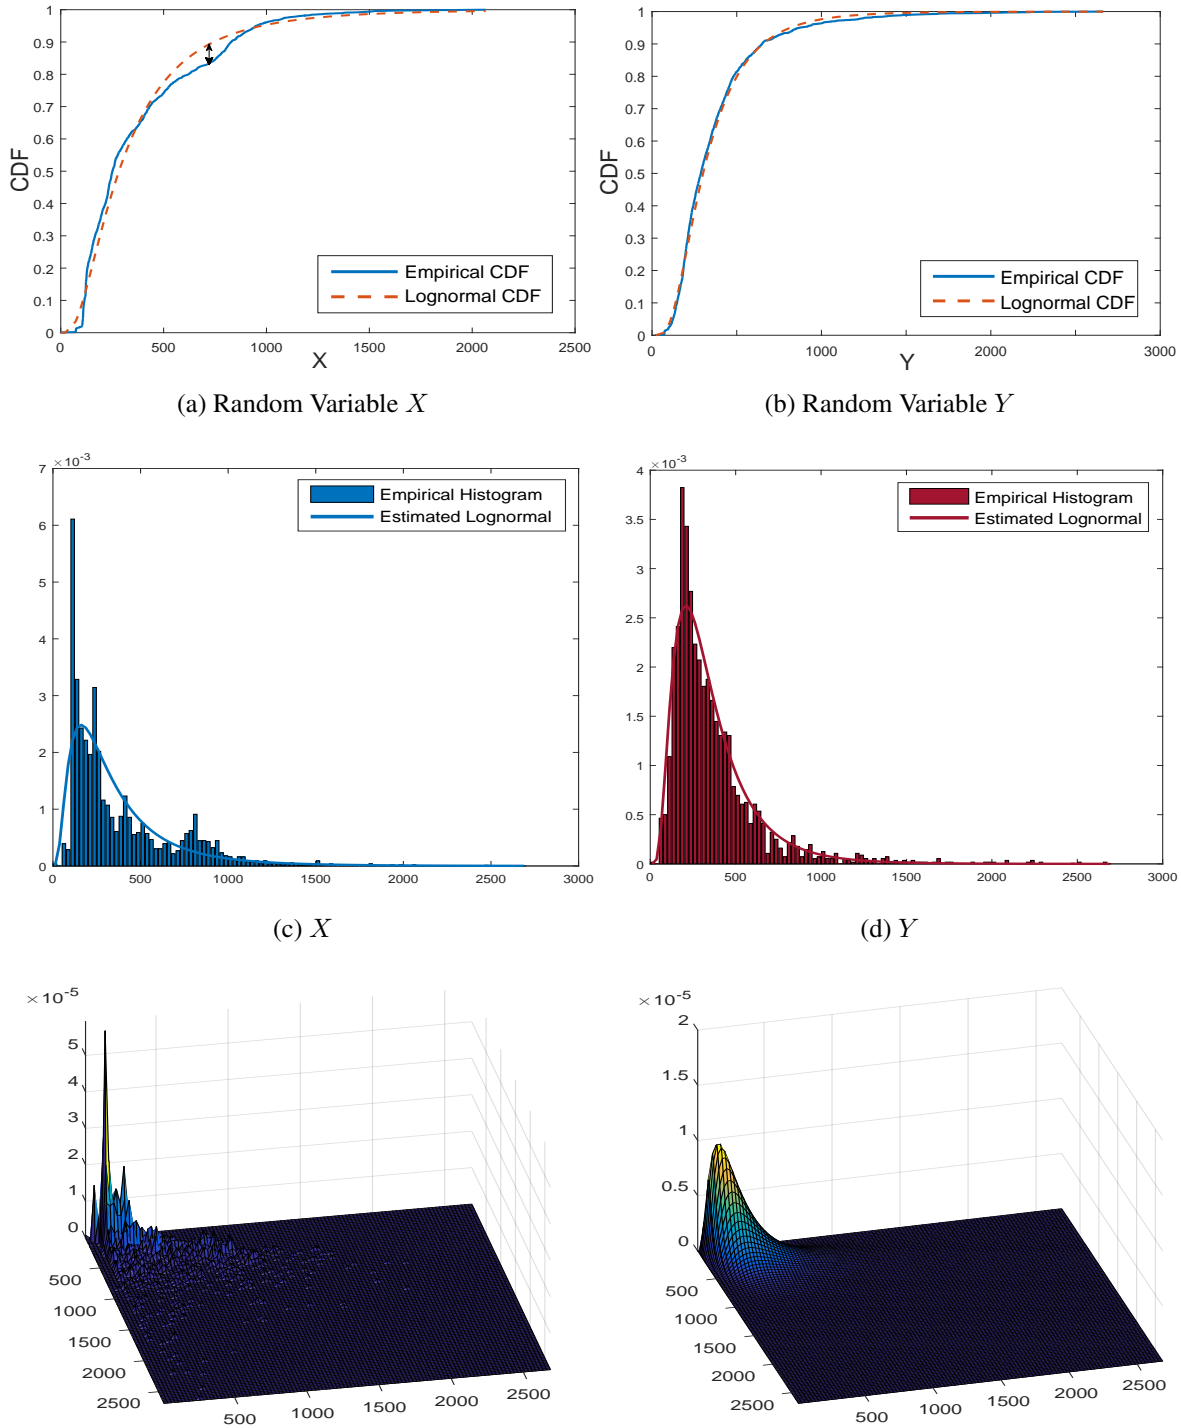 1
0.9
0.8
0.7
0.6
0.5
0.4
0.3
0.2
0.1
0
CDF
Empirical CDF
Lognormal CDF
0 500 1000 1500 2000 2500
X
(a) Random Variable X
1
0.9
0.8
0.7
0.6
0.5
0.4
0.3
0.2
0.1
0
CDF
Empirical CDF
Lognormal CDF
0 1000 2000 3000
Y
(b) Random Variable Y
×10-3
7
6
5
4
3
2
1
0
Empirical Histogram
Estimated Lognormal
0 500 1000 1500 2000 2500 3000
(c) X
×10-3
4
3.5
3
2.5
2
1.5
1
0.5
0
Empirical Histogram
Estimated Lognormal
0 500 1000 1500 2000 2500 3000
(d) Y
×10-5
5
4
3
2
1
0
500
1000
1500
2000
2500
500 1000 1500 2000 2500
×10-5
2
1.5
1
0.5
0
500
1000
1500
2000
2500
500 1000 1500 2000 2500